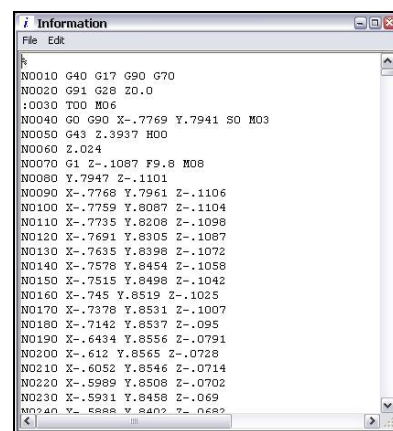 Information
File Edit
%
N0010 G40 G17 G90 G70
N0020 G91 G28 Z0.0
:0030 T00 M06
N0040 G0 G90 X-.7769 Y.7941 S0 M03
N0050 G43 Z.3937 H00
N0060 Z.024
N0070 G1 Z-.1087 F9.8 M08
N0080 Y.7947 Z-.1101
N0090 X-.7768 Y.7961 Z-.1106
N0100 X-.7759 Y.8087 Z-.1104
N0110 X-.7735 Y.8208 Z-.1098
N0120 X-.7691 Y.8305 Z-.1087
N0130 X-.7635 Y.8398 Z-.1072
N0140 X-.7578 Y.8454 Z-.1058
N0150 X-.7515 Y.8498 Z-.1042
N0160 X-.745 Y.8519 Z-.1025
N0170 X-.7378 Y.8531 Z-.1007
N0180 X-.7142 Y.8537 Z-.095
N0190 X-.6434 Y.8556 Z-.0791
N0200 X-.612 Y.8565 Z-.0728
N0210 X-.6052 Y.8546 Z-.0714
N0220 X-.5989 Y.8508 Z-.0702
N0230 X-.5931 Y.8458 Z-.069
N0240 X-.5888 Y.8402 Z-.0682